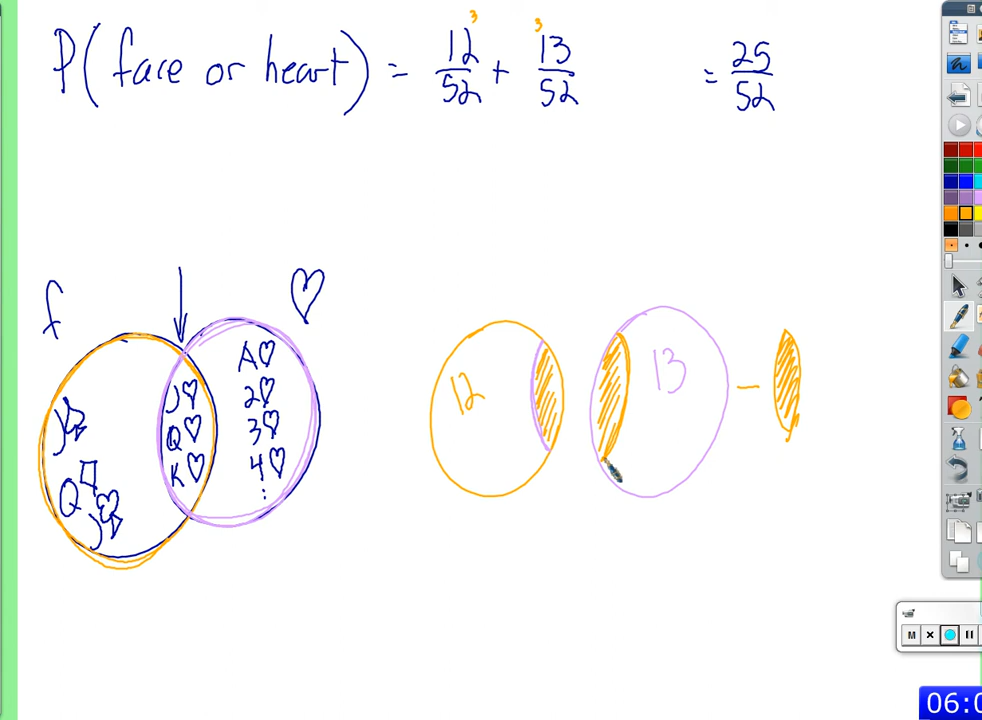 3 3
P(face or heart) = 12/52 + 13/52 = 25/52
f ♡
J♡ A♡
Q♡ 2♡
K♡ 3♡
4♡
⋮
J
Q
J
12 13 −
M
06:0